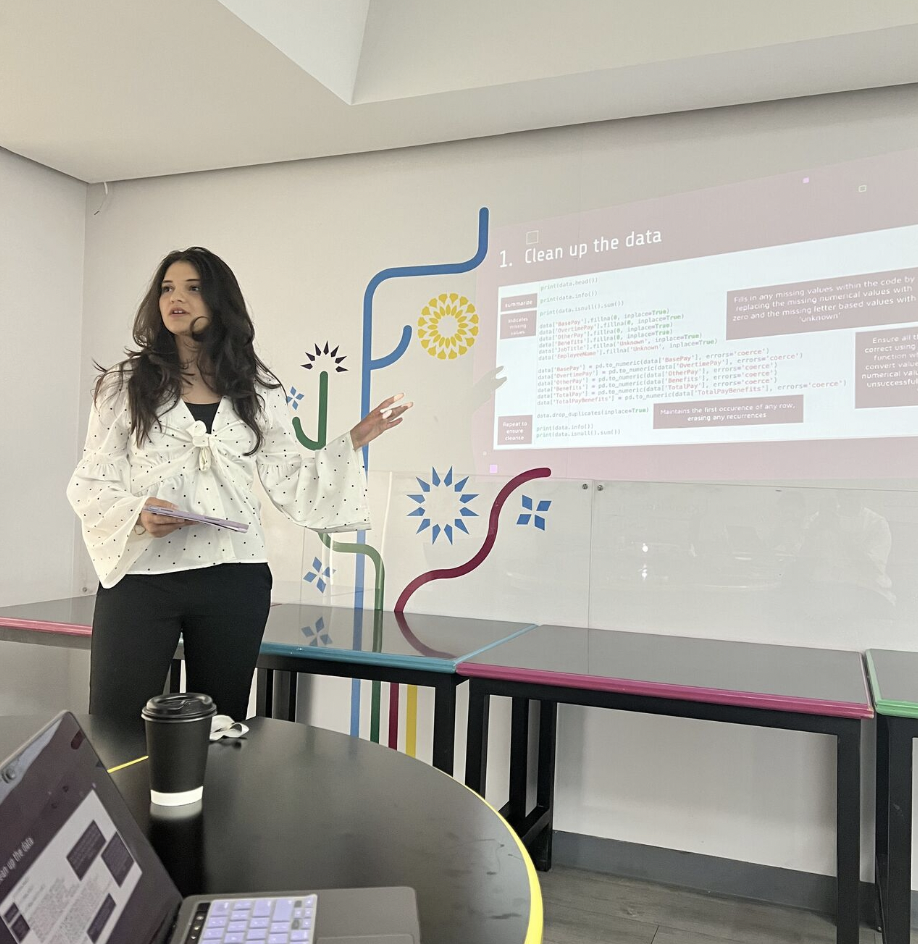 1. Clean up the data
print(data.head())
print(data.info())
print(data.isnull().sum())
data['BasePay'].fillna(0, inplace=True)
data['OvertimePay'].fillna(0, inplace=True)
data['OtherPay'].fillna(0, inplace=True)
data['Benefits'].fillna(0, inplace=True)
data['JobTitle'].fillna('Unknown', inplace=True)
data['EmployeeName'].fillna('Unknown', inplace=True)
data['BasePay'] = pd.to_numeric(data['BasePay'], errors='coerce')
data['OvertimePay'] = pd.to_numeric(data['OvertimePay'], errors='coerce')
data['OtherPay'] = pd.to_numeric(data['OtherPay'], errors='coerce')
data['Benefits'] = pd.to_numeric(data['Benefits'], errors='coerce')
data['TotalPay'] = pd.to_numeric(data['TotalPay'], errors='coerce')
data['TotalPayBenefits'] = pd.to_numeric(data['TotalPayBenefits'], errors='coerce')
data.drop_duplicates(inplace=True)
print(data.info())
print(data.isnull().sum())
Indicates
missing
values
Repeat to
ensure
Fill in any missing values within the code by
replacing the missing numerical values with
zero and the missing letter based values with
'unknown'
Ensure all
correct using
function
convert
numerical
unsuccessfu
Maintains the first occurence of any row,
erasing any recurrences
ean up the data